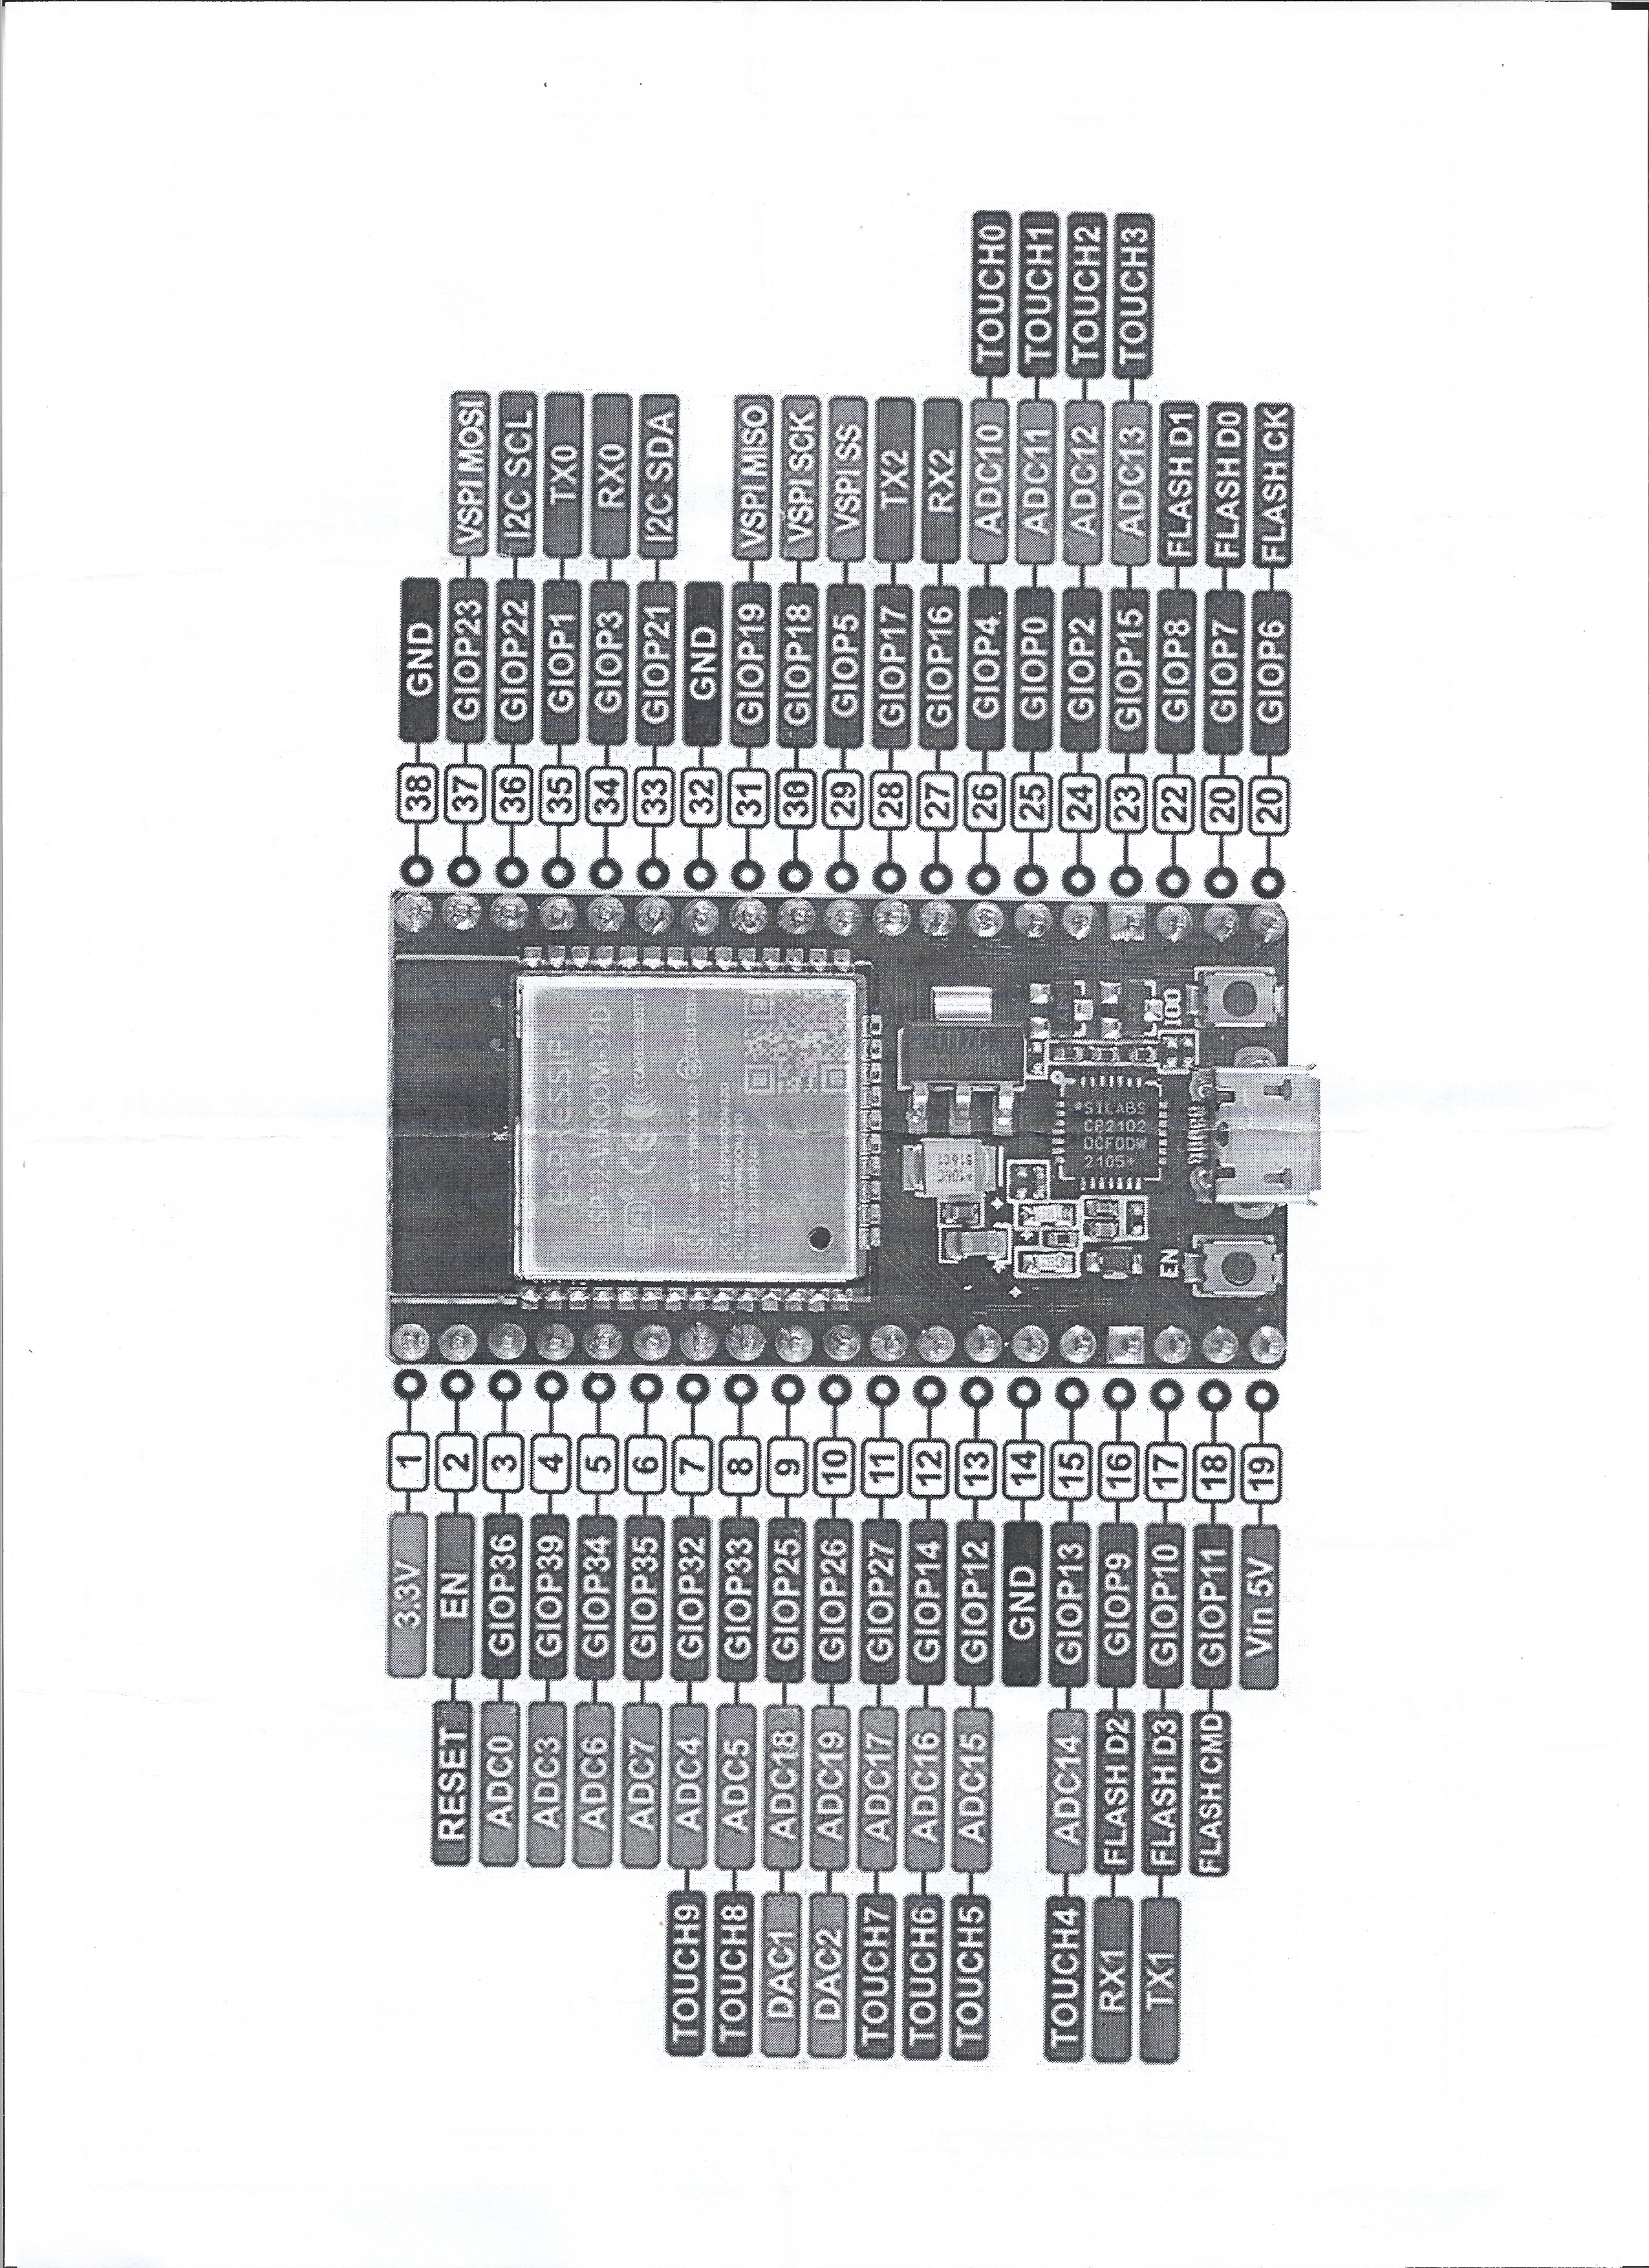 38 GND
37 GIOP23 VSPI MOSI
36 GIOP22 I2C SCL
35 GIOP1 TX0
34 GIOP3 RX0
33 GIOP21 I2C SDA
32 GND
31 GIOP19 VSPI MISO
30 GIOP18 VSPI SCK
29 GIOP5 VSPI SS
28 GIOP17 TX2
27 GIOP16 RX2
26 GIOP4 ADC10 TOUCH0
25 GIOP0 ADC11 TOUCH1
24 GIOP2 ADC12 TOUCH2
23 GIOP15 ADC13 TOUCH3
22 GIOP8 FLASH D1
20 GIOP7 FLASH D0
20 GIOP6 FLASH CK
ESP-WROOM-32D
IO0
SILABS
CP2102
DCF0DW
2105+
EN
3.3V 1
RESET EN 2
ADC0 GIOP36 3
ADC3 GIOP39 4
ADC6 GIOP34 5
ADC7 GIOP35 6
TOUCH9 ADC4 GIOP32 7
TOUCH8 ADC5 GIOP33 8
DAC1 ADC18 GIOP25 9
DAC2 ADC19 GIOP26 10
TOUCH7 ADC17 GIOP27 11
TOUCH6 ADC16 GIOP14 12
TOUCH5 ADC15 GIOP12 13
GND 14
TOUCH4 ADC14 GIOP13 15
RX1 FLASH D2 GIOP9 16
TX1 FLASH D3 GIOP10 17
FLASH CMD GIOP11 18
Vin 5V 19